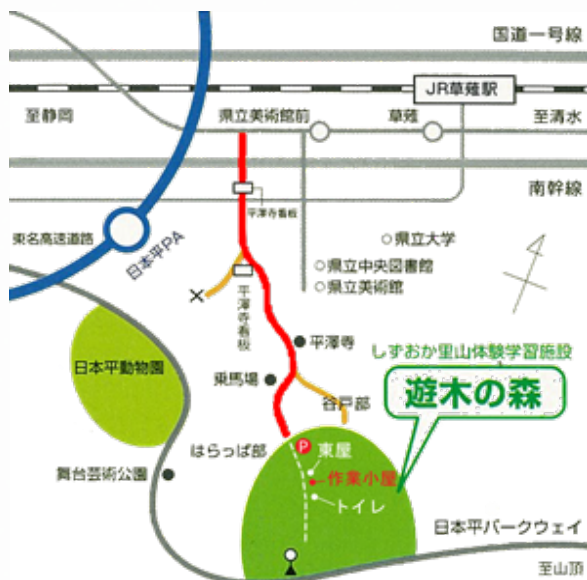 国道一号線
JR草薙駅
至静岡
県立美術館前
草薙
至清水
南幹線
平澤寺看板
東名高速道路
日本平PA
県立大学
県立中央図書館
県立美術館
平澤寺看板
平澤寺
しずおか里山体験学習施設
遊木の森
日本平動物園
乗馬場
谷戸部
はらっぱ部
P
東屋
作業小屋
トイレ
舞台芸術公園
日本平パークウェイ
至山頂